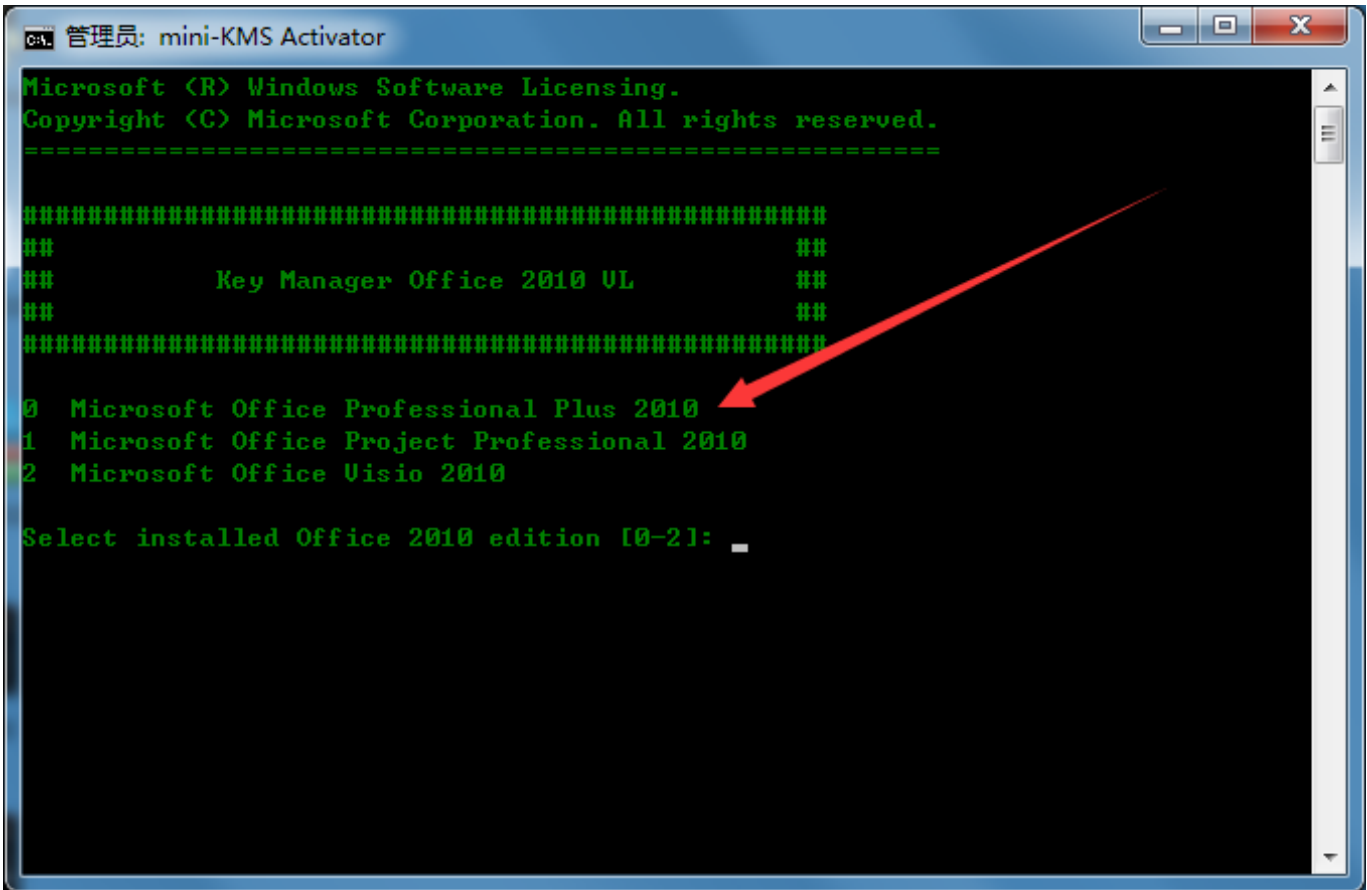 管理员: mini-KMS Activator
Microsoft (R) Windows Software Licensing.
Copyright (C) Microsoft Corporation. All rights reserved.
=========================================================
##################################################
##                                              ##
##          Key Manager Office 2010 VL          ##
##                                              ##
##################################################
0  Microsoft Office Professional Plus 2010
1  Microsoft Office Project Professional 2010
2  Microsoft Office Visio 2010
Select installed Office 2010 edition [0-2]: _